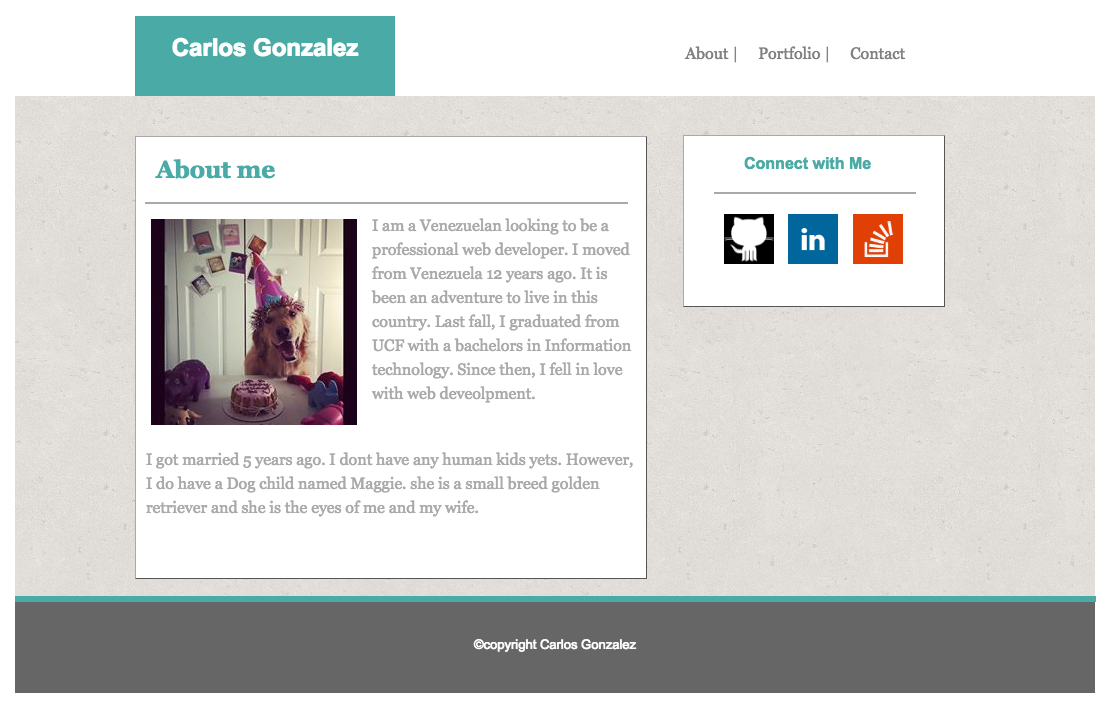 Carlos Gonzalez
About | Portfolio | Contact
About me
I am a Venezuelan looking to be a
professional web developer. I moved
from Venezuela 12 years ago. It is
been an adventure to live in this
country. Last fall, I graduated from
UCF with a bachelors in Information
technology. Since then, I fell in love
with web deveolpment.
I got married 5 years ago. I dont have any human kids yets. However,
I do have a Dog child named Maggie. she is a small breed golden
retriever and she is the eyes of me and my wife.
Connect with Me
in
©copyright Carlos Gonzalez